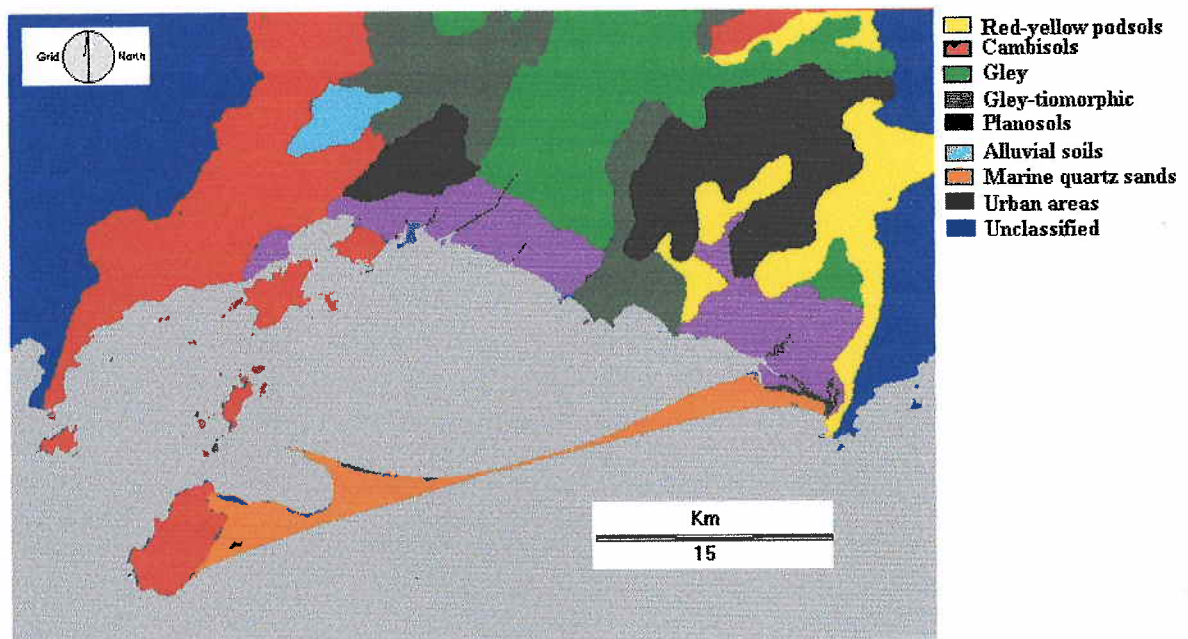 Grid North
Red-yellow podsols
Cambisols
Gley
Gley-tiomorphic
Planosols
Alluvial soils
Marine quartz sands
Urban areas
Unclassified
Km
15